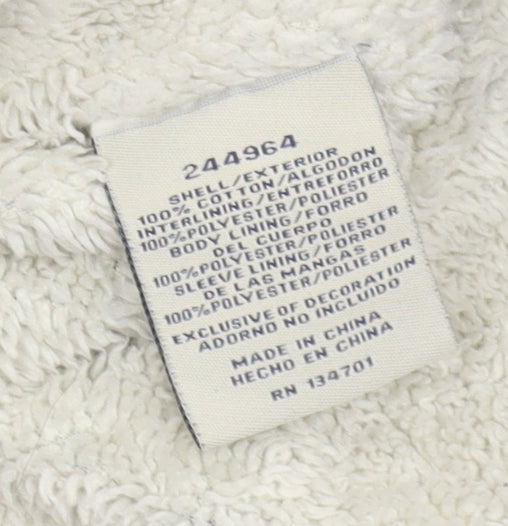 244964
SHELL/EXTERIOR
100% COTTON/ALGODON
INTERLINING/ENTREFORRO
100%POLYESTER/POLIESTER
BODY LINING/FORRO
DEL CUERPO
100%POLYESTER/POLIESTER
SLEEVE LINING/FORRO
DE LAS MANGAS
100%POLYESTER/POLIESTER
EXCLUSIVE OF DECORATION
ADORNO NO INCLUIDO
MADE IN CHINA
HECHO EN CHINA
RN 134701